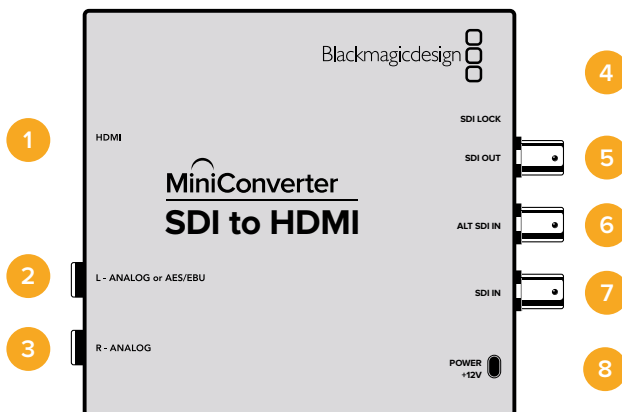 Blackmagicdesign
4
SDI LOCK
1
HDMI
SDI OUT
5
MiniConverter
SDI to HDMI
ALT SDI IN
6
2
L - ANALOG or AES/EBU
SDI IN
7
3
R - ANALOG
POWER
+12V
8